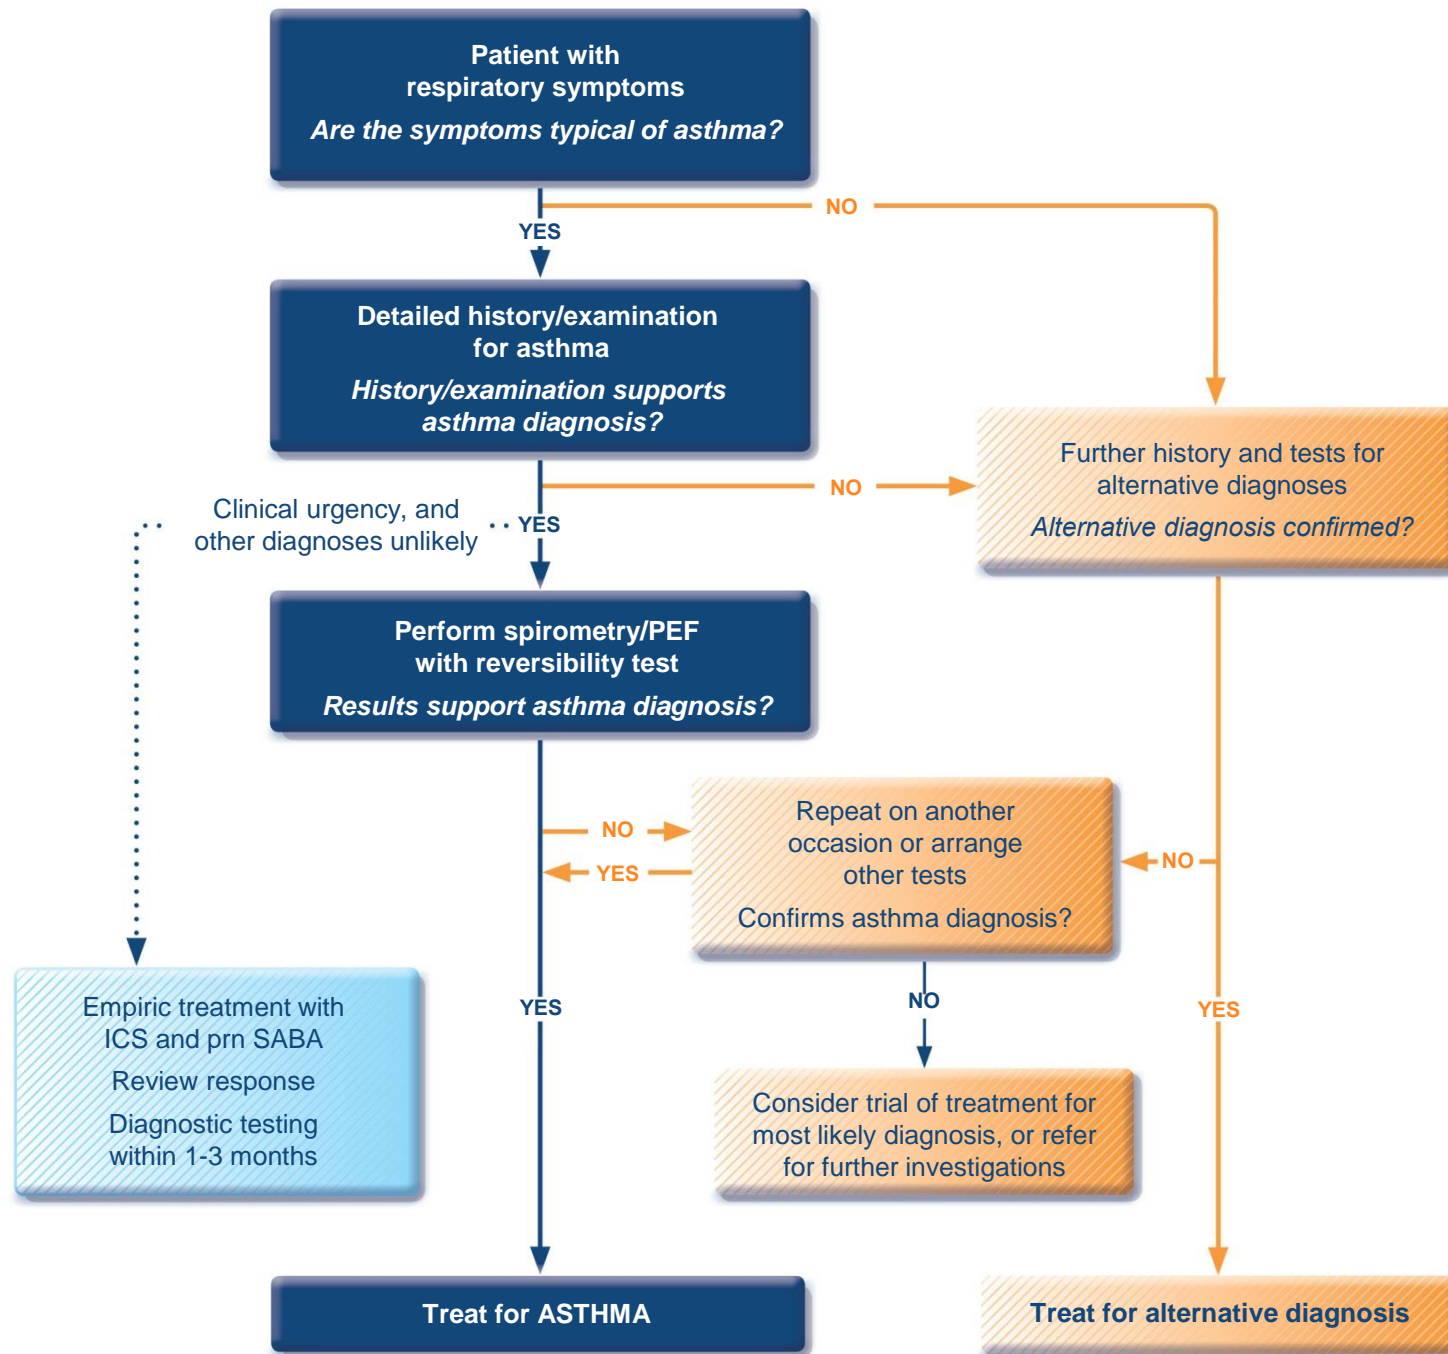 Patient with
respiratory symptoms
Are the symptoms typical of asthma?
NO
YES
Detailed history/examination
for asthma
History/examination supports
asthma diagnosis?
Further history and tests for
alternative diagnoses
Alternative diagnosis confirmed?
NO
Clinical urgency, and
other diagnoses unlikely
YES
Perform spirometry/PEF
with reversibility test
Results support asthma diagnosis?
Repeat on another
occasion or arrange
other tests
Confirms asthma diagnosis?
NO
YES
NO
Empiric treatment with
ICS and prn SABA
Review response
Diagnostic testing
within 1-3 months
YES
NO
YES
Consider trial of treatment for
most likely diagnosis, or refer
for further investigations
Treat for ASTHMA
Treat for alternative diagnosis